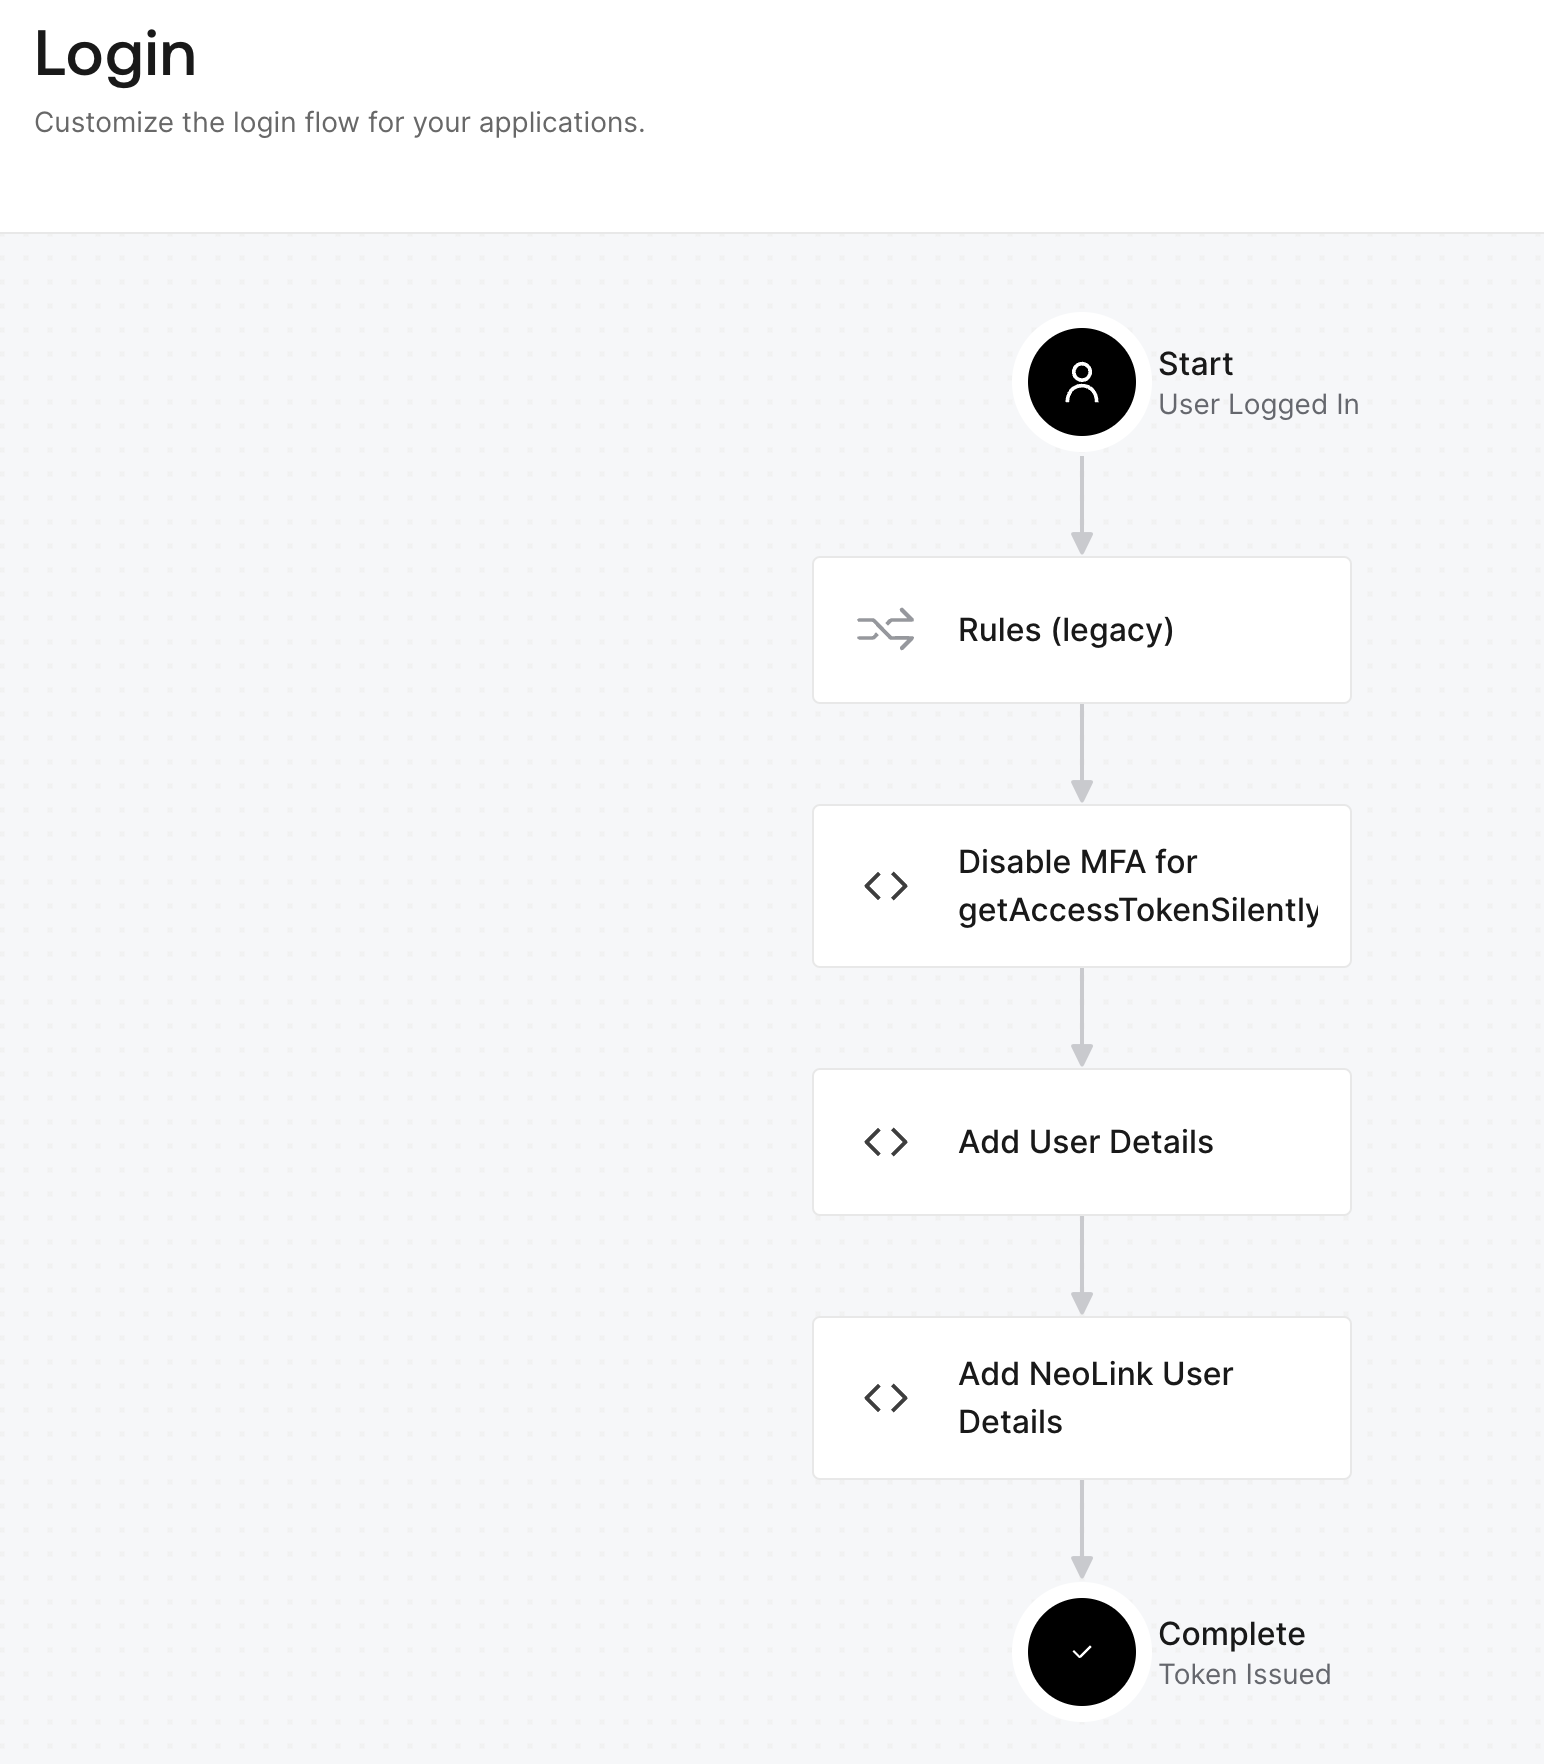 Login
Customize the login flow for your applications.
Start
User Logged In
Rules (legacy)
Disable MFA for
getAccessTokenSilently
Add User Details
Add NeoLink User
Details
Complete
Token Issued